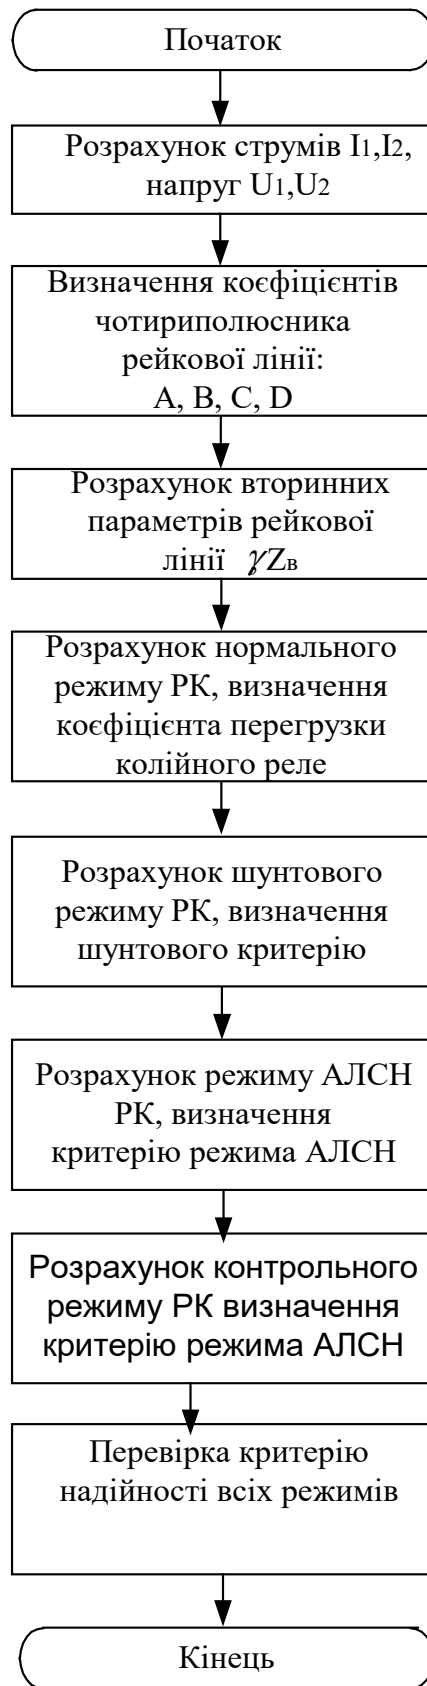 Початок
Розрахунок струмів I1,I2,
напруг U1,U2
Визначення коєфіцієнтів
чотириполюсника
рейкової лінії:
A, B, C, D
Розрахунок вторинних
параметрів рейкової
лінії γZв
Розрахунок нормального
режиму РК, визначення
коєфіцієнта перегрузки
колійного реле
Розрахунок шунтового
режиму РК, визначення
шунтового критерію
Розрахунок режиму АЛСН
РК, визначення
критерію режима АЛСН
Розрахунок контрольного
режиму РК визначення
критерію режима АЛСН
Перевірка критерію
надійності всіх режимів
Кінець